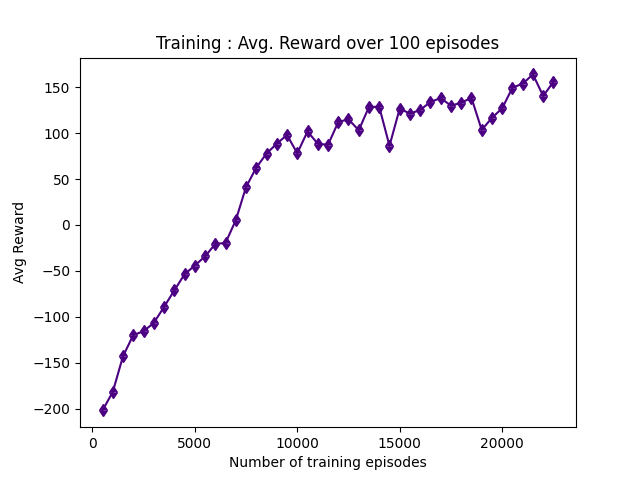 Training : Avg. Reward over 100 episodes
150
100
50
0
−50
−100
−150
−200
Avg Reward
0 5000 10000 15000 20000
Number of training episodes